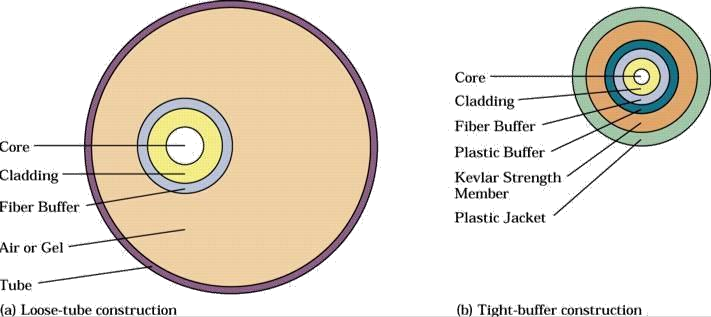 Core
Cladding
Fiber Buffer
Air or Gel
Tube
(a) Loose-tube construction
Core
Cladding
Fiber Buffer
Plastic Buffer
Kevlar Strength
Member
Plastic Jacket
(b) Tight-buffer construction